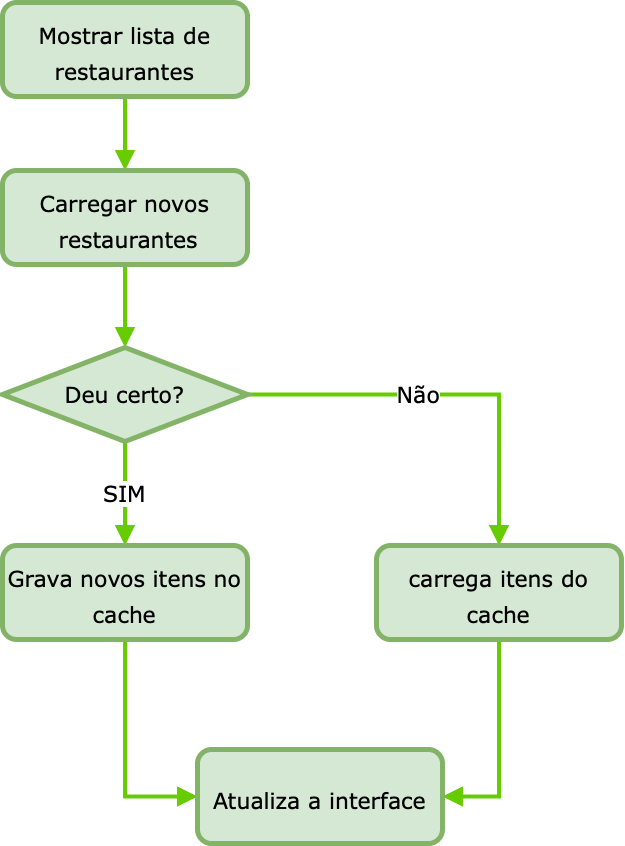 Mostrar lista de
restaurantes
Carregar novos
restaurantes
Deu certo?
Não
SIM
Grava novos itens no
cache
carrega itens do
cache
Atualiza a interface